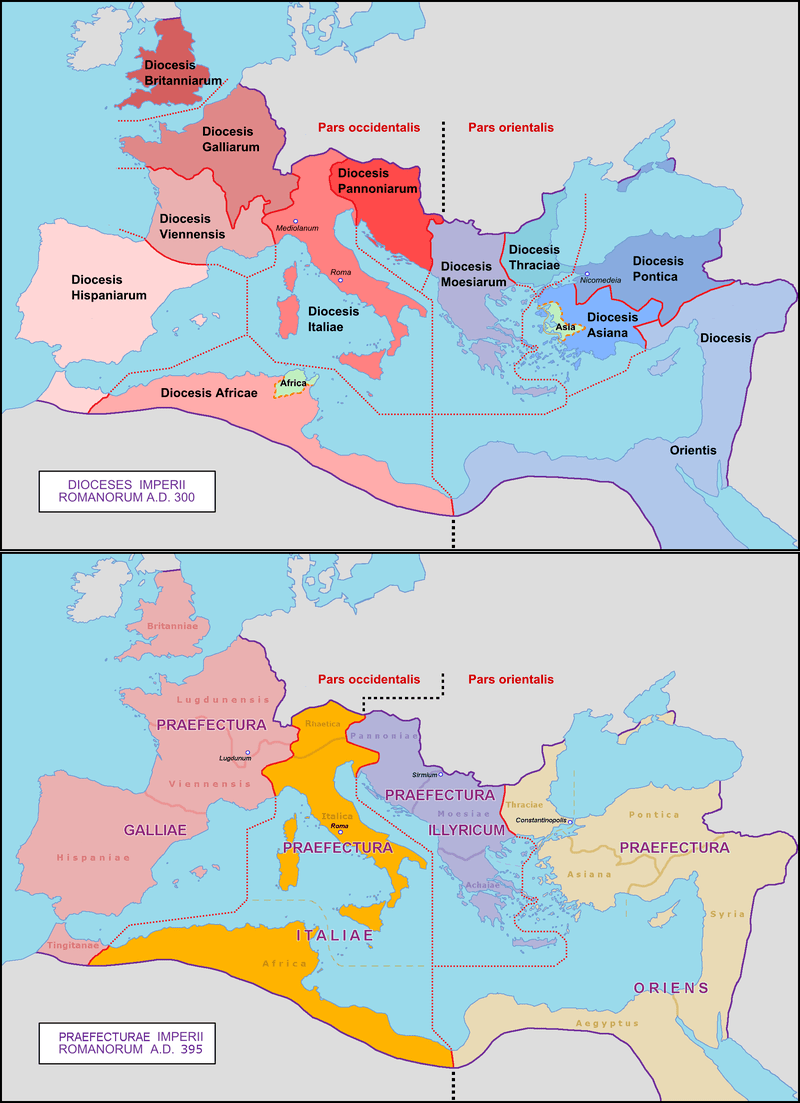 Diocesis
Britanniarum
Diocesis
Galliarum
Pars occidentalis
Pars orientalis
Diocesis
Pannoniarum
Diocesis
Viennensis
Mediolanum
Diocesis
Thraciae
Diocesis
Moesiarum
Diocesis
Pontica
Roma
Nicomedeia
Diocesis
Hispaniarum
Diocesis
Italiae
Asia
Diocesis
Asiana
Diocesis
Diocesis Africae
Africa
Orientis
DIOCESES IMPERII
ROMANORUM A.D. 300
Britanniae
Pars occidentalis
Pars orientalis
Lugdunensis
PRAEFECTURA
Rhaetica
Pannoniae
Lugdunum
Sirmium
Viennensis
PRAEFECTURA
Thraciae
Pontica
Italica
Moesiae
Constantinopolis
Roma
GALLIAE
ILLYRICUM
PRAEFECTURA
PRAEFECTURA
Hispaniae
Asiana
Achaiae
Syria
Tingitanae
ITALIAE
Africa
ORIENS
Aegyptus
PRAEFECTURAE IMPERII
ROMANORUM A.D. 395